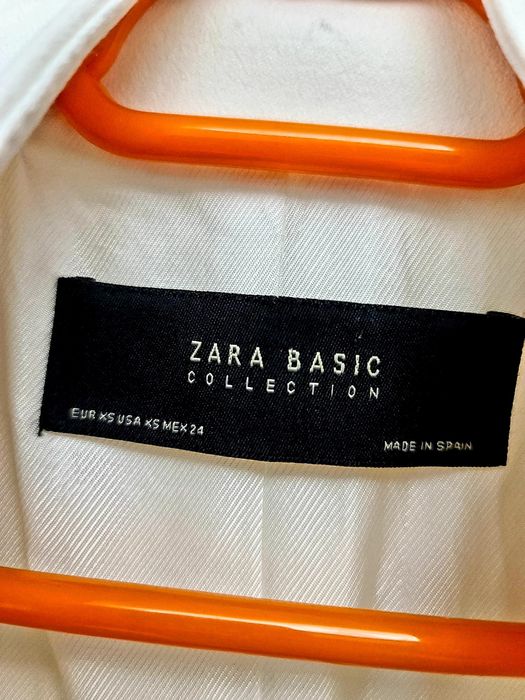 ZARA BASIC
COLLECTION
EUR XS USA XS MEX 24
MADE IN SPAIN